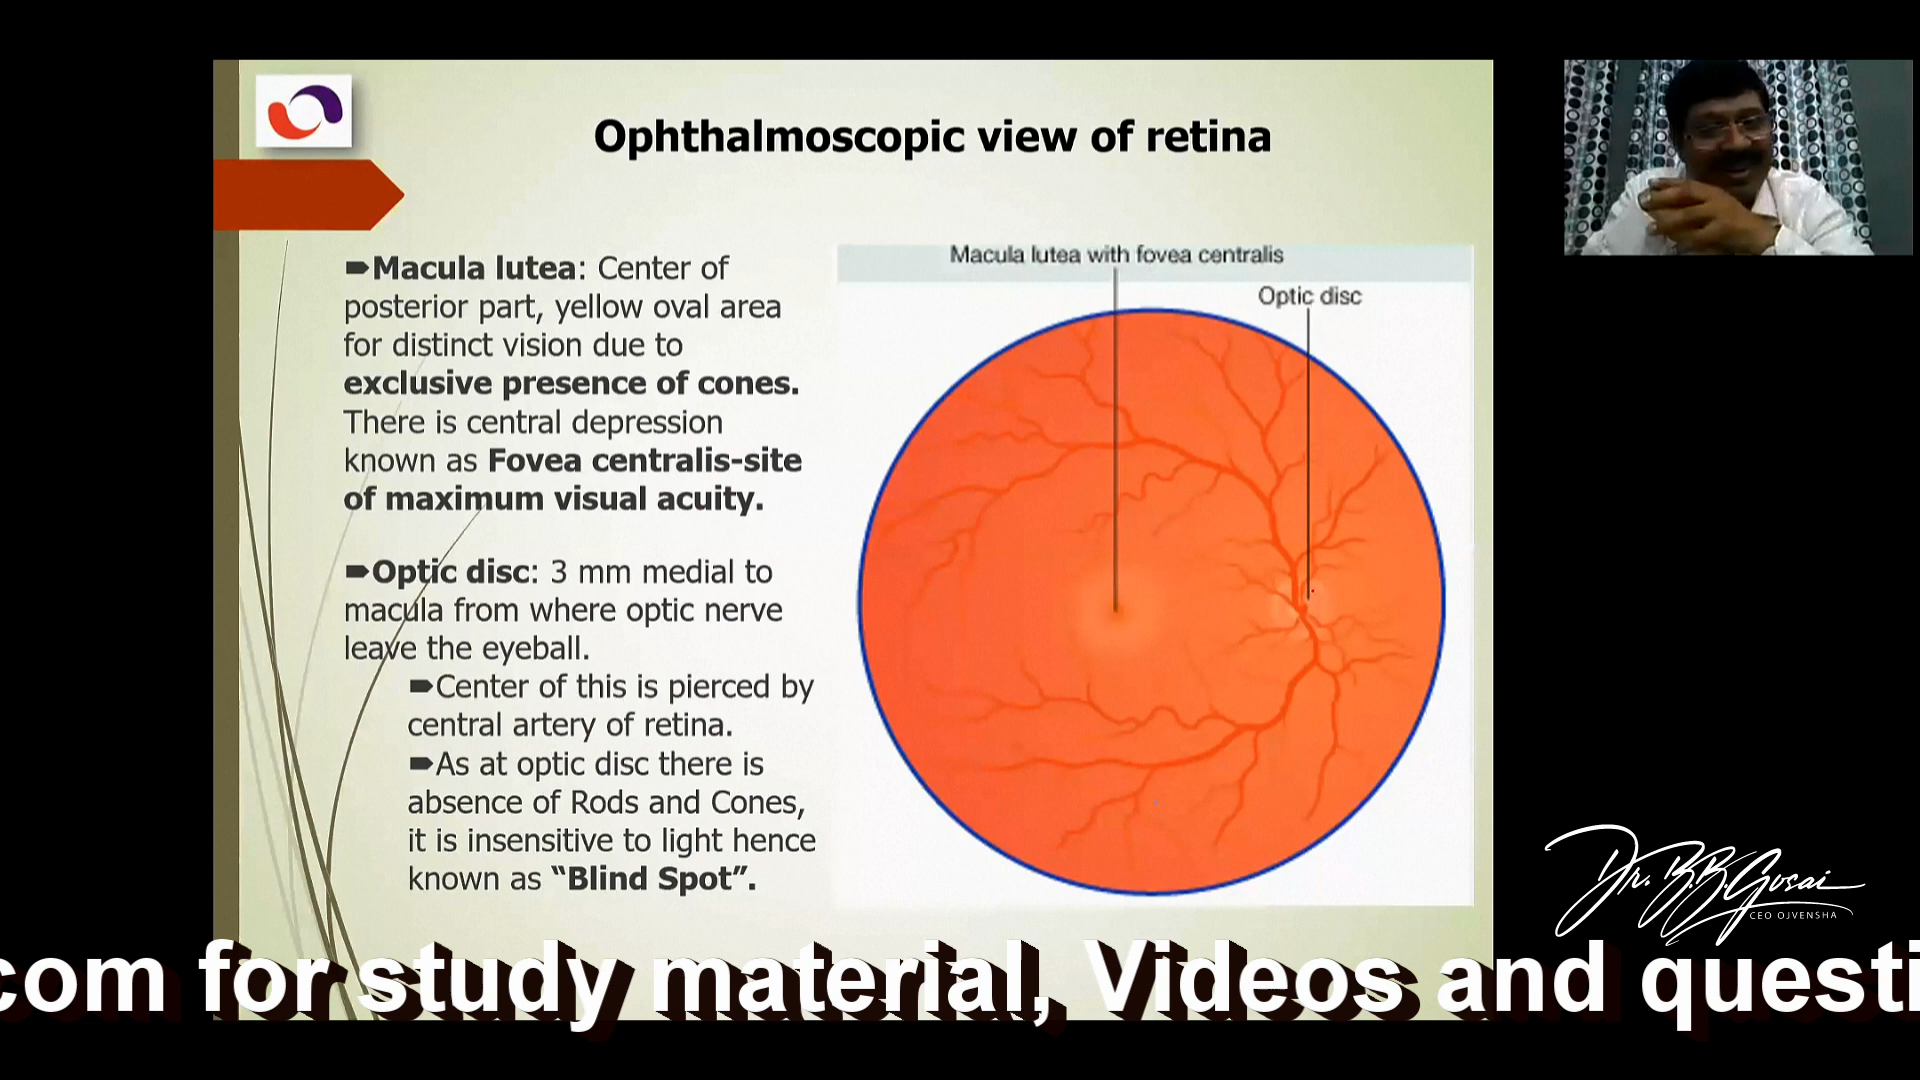 Ophthalmoscopic view of retina
Macula lutea: Center of
posterior part, yellow oval area
for distinct vision due to
exclusive presence of cones.
There is central depression
known as Fovea centralis-site
of maximum visual acuity.
Optic disc: 3 mm medial to
macula from where optic nerve
leave the eyeball.
Center of this is pierced by
central artery of retina.
As at optic disc there is
absence of Rods and Cones,
it is insensitive to light hence
known as “Blind Spot”.
Macula lutea with fovea centralis
Optic disc
Dr. B.B. Gosai
CEO OJVENSHA
com for study material, Videos and questi